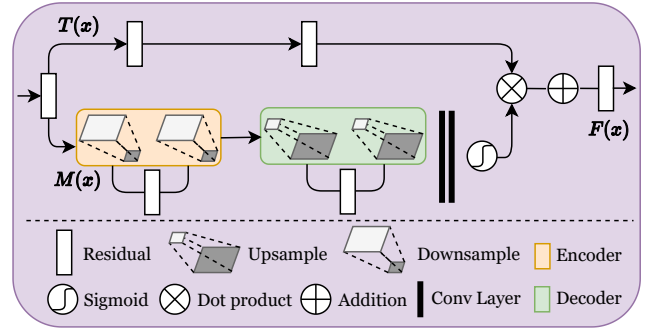 T(x)
M(x)
F(x)
Residual Upsample Downsample Encoder
Sigmoid Dot product Addition Conv Layer Decoder